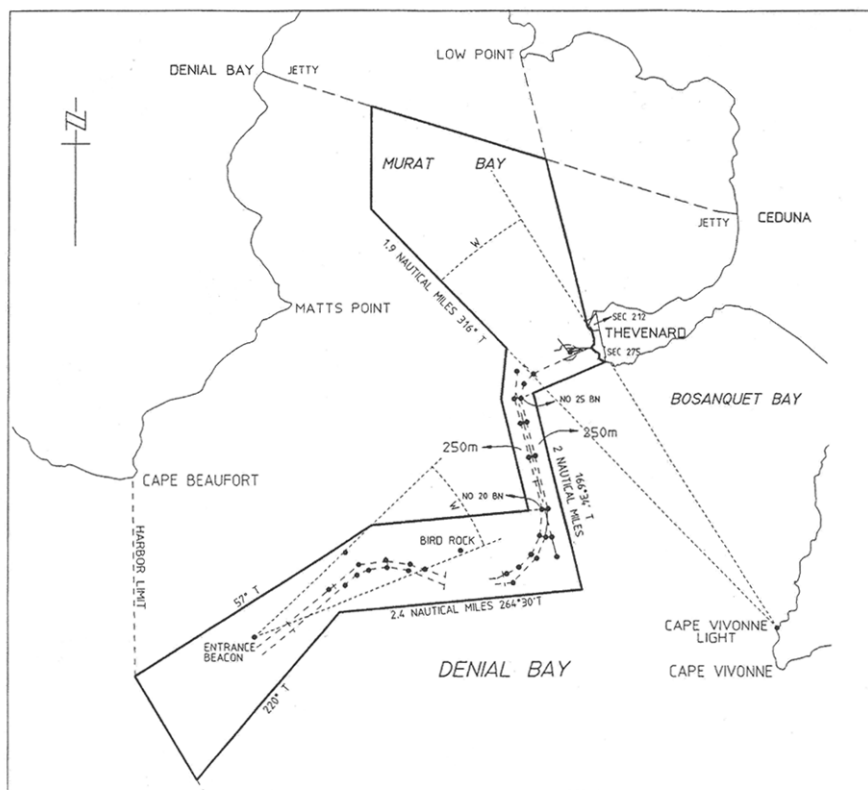 LOW POINT
DENIAL BAY
JETTY
MURAT BAY
CEDUNA
JETTY
W
1.9 NAUTICAL MILES 316° T
MATTS POINT
SEC 212
THEVENARD
SEC 275
NO 25 BN
BOSANQUET BAY
250m
250m
2 NAUTICAL MILES
166°34' T
CAPE BEAUFORT
NO 20 BN
W
BIRD ROCK
HARBOR LIMIT
57° T
2.4 NAUTICAL MILES 264°30'T
ENTRANCE
BEACON
CAPE VIVONNE
LIGHT
DENIAL BAY
CAPE VIVONNE
220° T